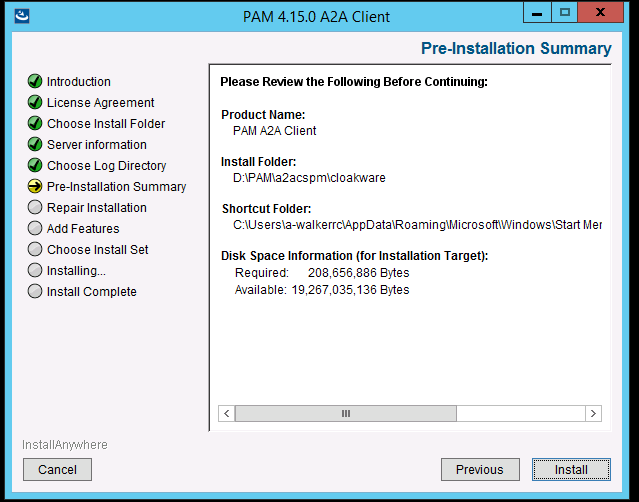 PAM 4.15.0 A2A Client
Pre-Installation Summary
Introduction
License Agreement
Choose Install Folder
Server information
Choose Log Directory
Pre-Installation Summary
Repair Installation
Add Features
Choose Install Set
Installing...
Install Complete
Please Review the Following Before Continuing:
Product Name:
PAM A2A Client
Install Folder:
D:\PAM\a2acspm\cloakware
Shortcut Folder:
C:\Users\a-walkerrc\AppData\Roaming\Microsoft\Windows\Start Mer
Disk Space Information (for Installation Target):
Required: 208,656,886 Bytes
Available: 19,267,035,136 Bytes
InstallAnywhere
Cancel
Previous
Install